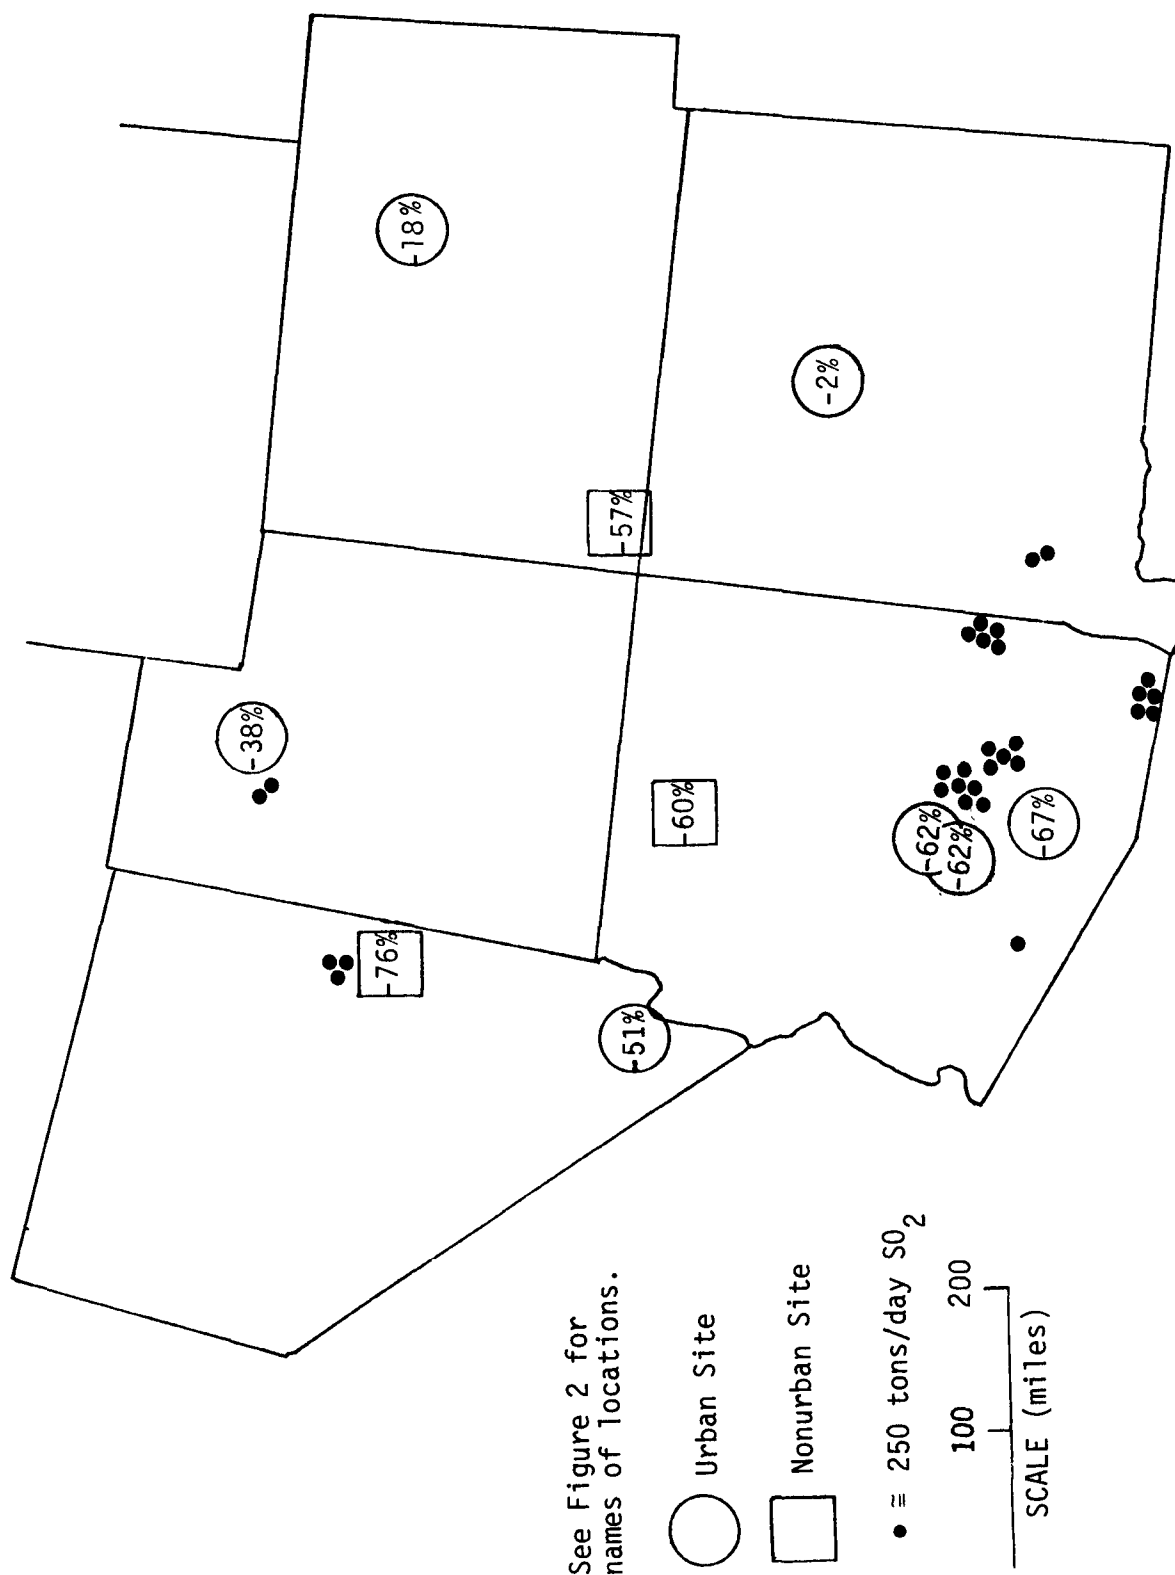 -18%
-2%
-57%
-38%
-60%
-62%
-62%
-67%
-76%
-51%
See Figure 2 for
names of locations.
Urban Site
Nonurban Site
• ≅ 250 tons/day SO2
100 200
SCALE (miles)